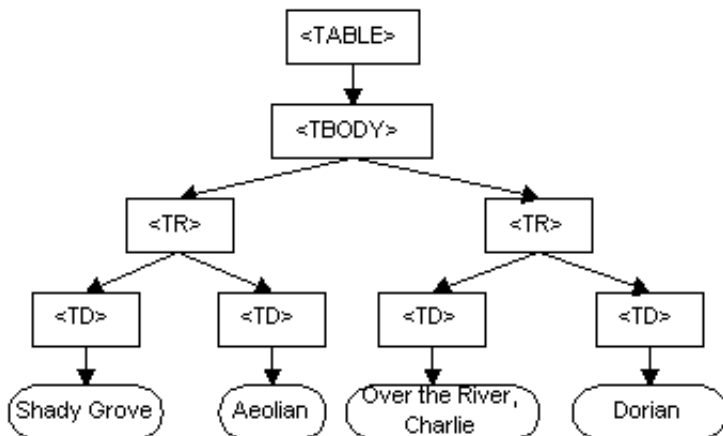 <TABLE>
<TBODY>
<TR>
<TR>
<TD>
<TD>
<TD>
<TD>
Shady Grove
Aeolian
Over the River,
Charlie
Dorian